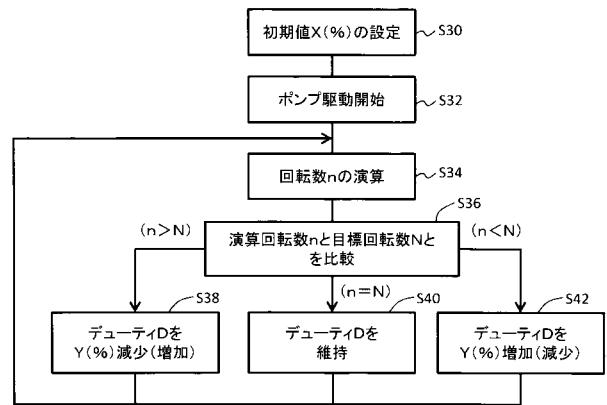 初期値X(%)の設定
S30
ポンプ駆動開始
S32
回転数nの演算
S34
S36
演算回転数nと目標回転数Nと
を比較
(n>N)
(n=N)
(n<N)
S38
デューティDを
Y(%)減少(増加)
S40
デューティDを
維持
S42
デューティDを
Y(%)増加(減少)